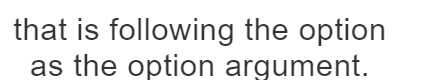 that is following the option
as the option argument.